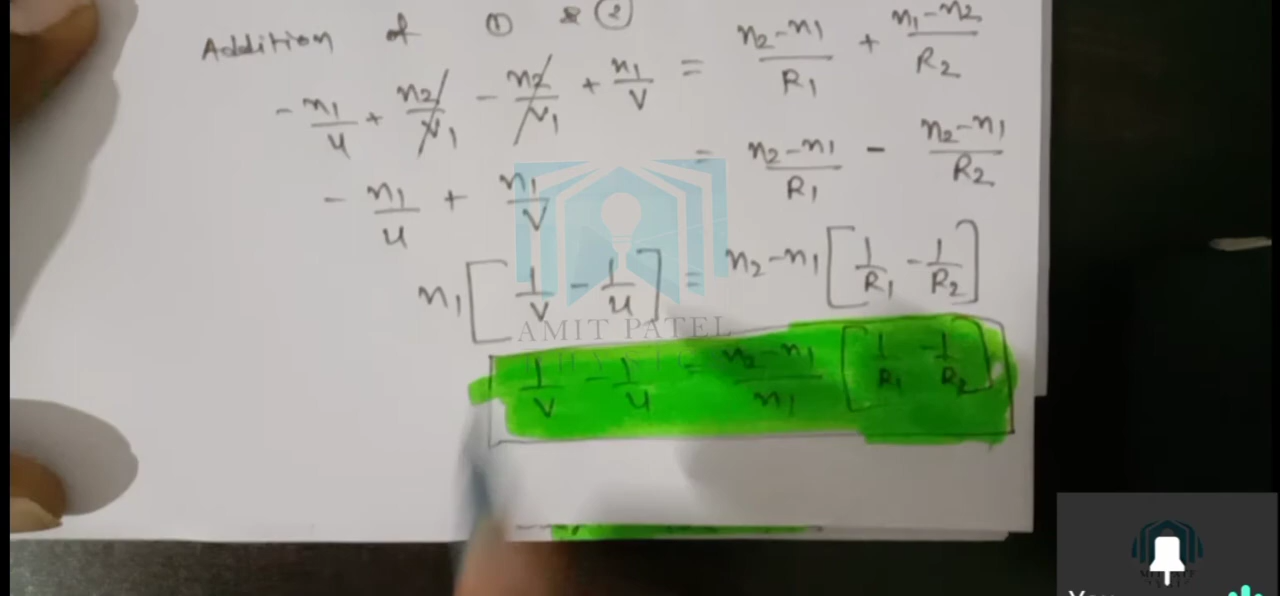 Addition of ① & ②
-n1/u + n2/v1 - n2/v1 + n1/v = n2-n1/R1 + n1-n2/R2
-n1/u + n1/v = n2-n1/R1 - n2-n1/R2
n1[1/v - 1/u] = n2-n1[1/R1 - 1/R2]
AMIT PATEL
PHYSICS
1/v - 1/u = n2-n1/n1 [1/R1 - 1/R2]
You